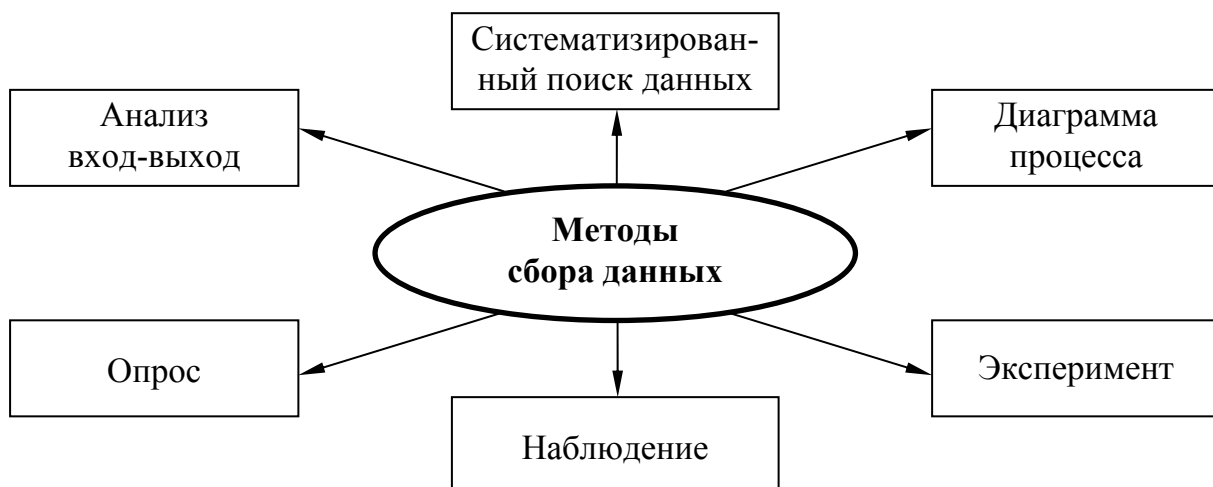 Систематизирован-
ный поиск данных
Анализ
вход-выход
Диаграмма
процесса
Методы
сбора данных
Опрос
Эксперимент
Наблюдение